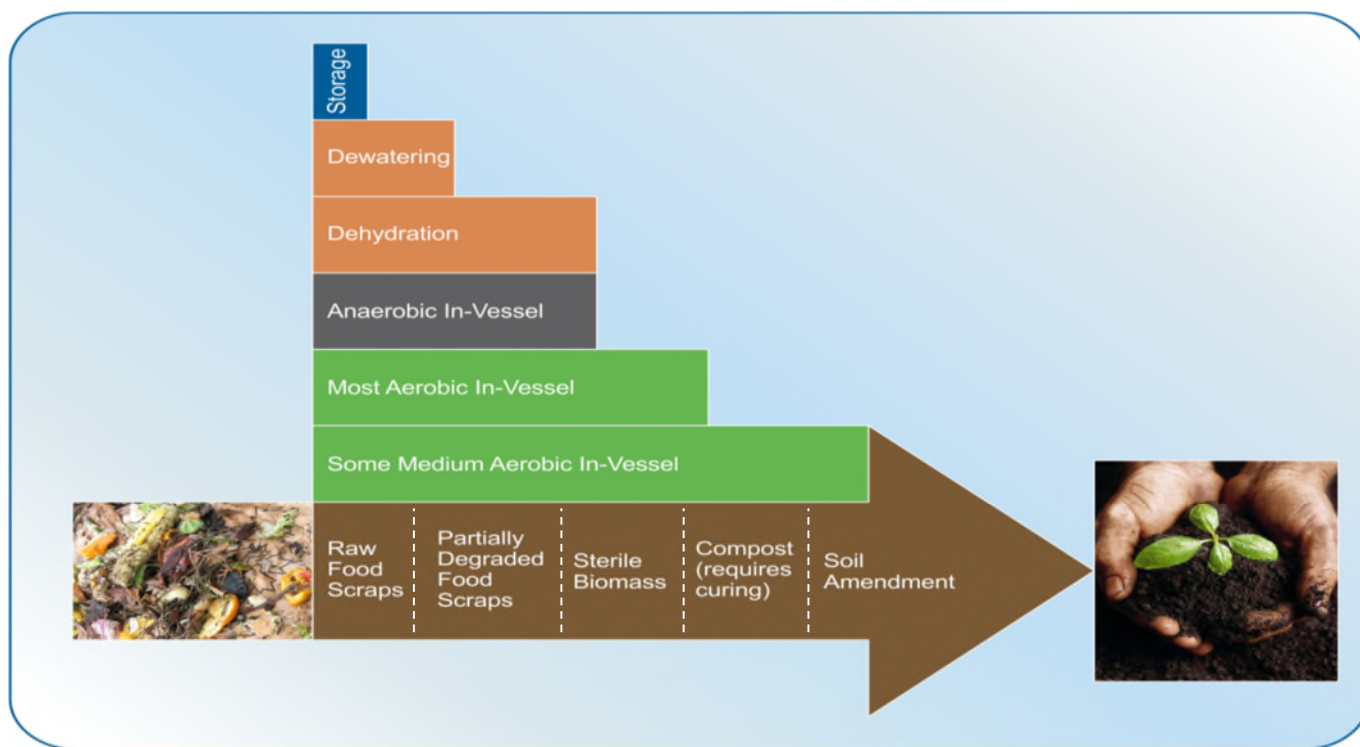 Storage
Dewatering
Dehydration
Anaerobic In-Vessel
Most Aerobic In-Vessel
Some Medium Aerobic In-Vessel
Raw
Food
Scraps
Partially
Degraded
Food
Scraps
Sterile
Biomass
Compost
(requires
curing)
Soil
Amendment